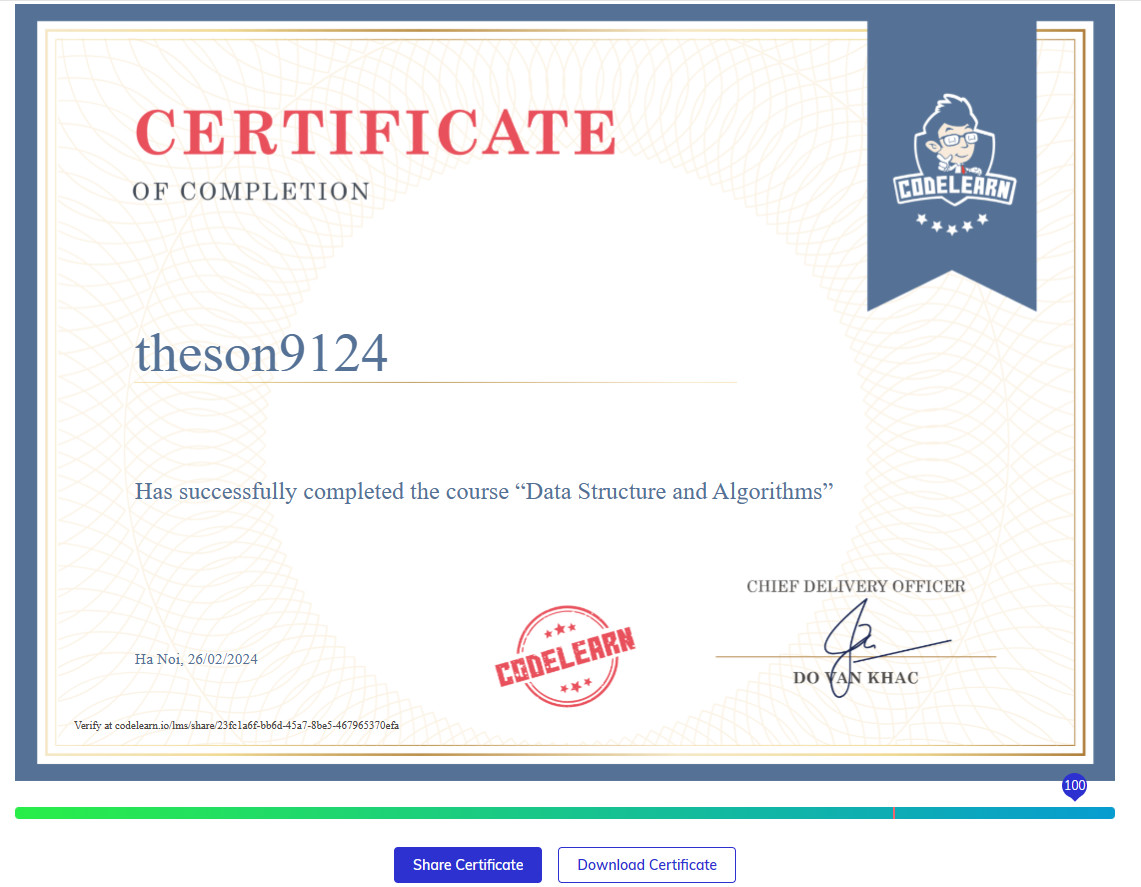 CERTIFICATE
OF COMPLETION
CODELEARN
theson9124
Has successfully completed the course “Data Structure and Algorithms”
CHIEF DELIVERY OFFICER
Ha Noi, 26/02/2024
CODELEARN
DO VAN KHAC
Verify at codelearn.io/lms/share/23fc1a6f-bb6d-45a7-8be5-467965370efa
100
Share Certificate
Download Certificate